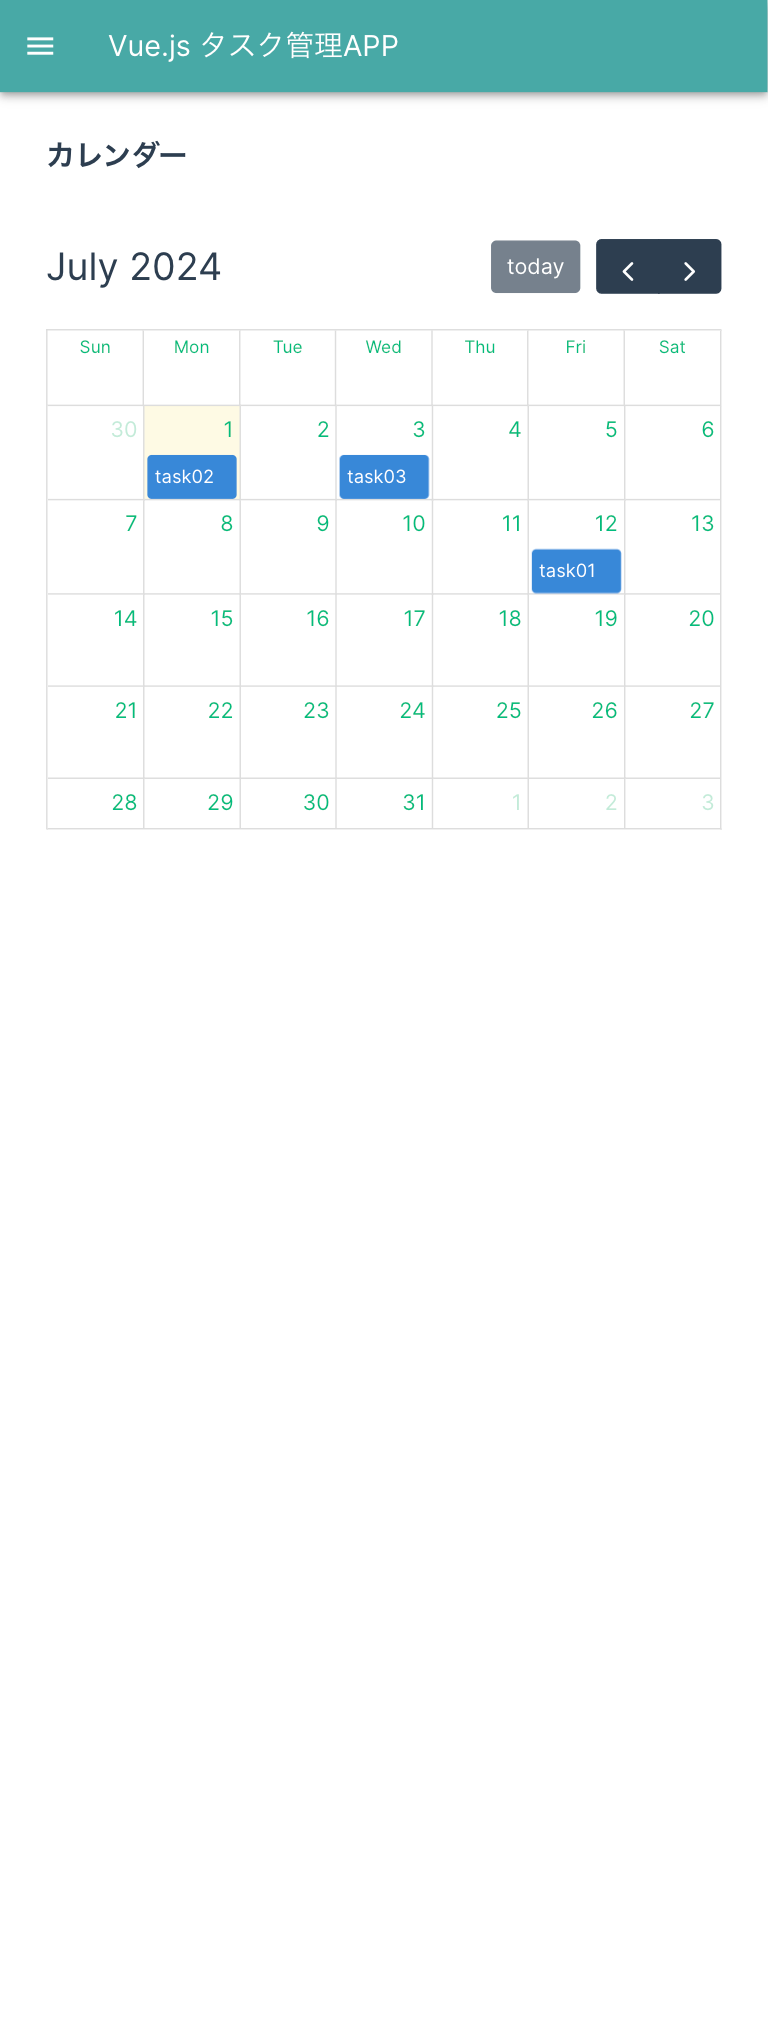 Vue.js タスク管理APP
カレンダー
July 2024 today
Sun Mon Tue Wed Thu Fri Sat
30 1 2 3 4 5 6
task02 task03
7 8 9 10 11 12 13
task01
14 15 16 17 18 19 20
21 22 23 24 25 26 27
28 29 30 31 1 2 3